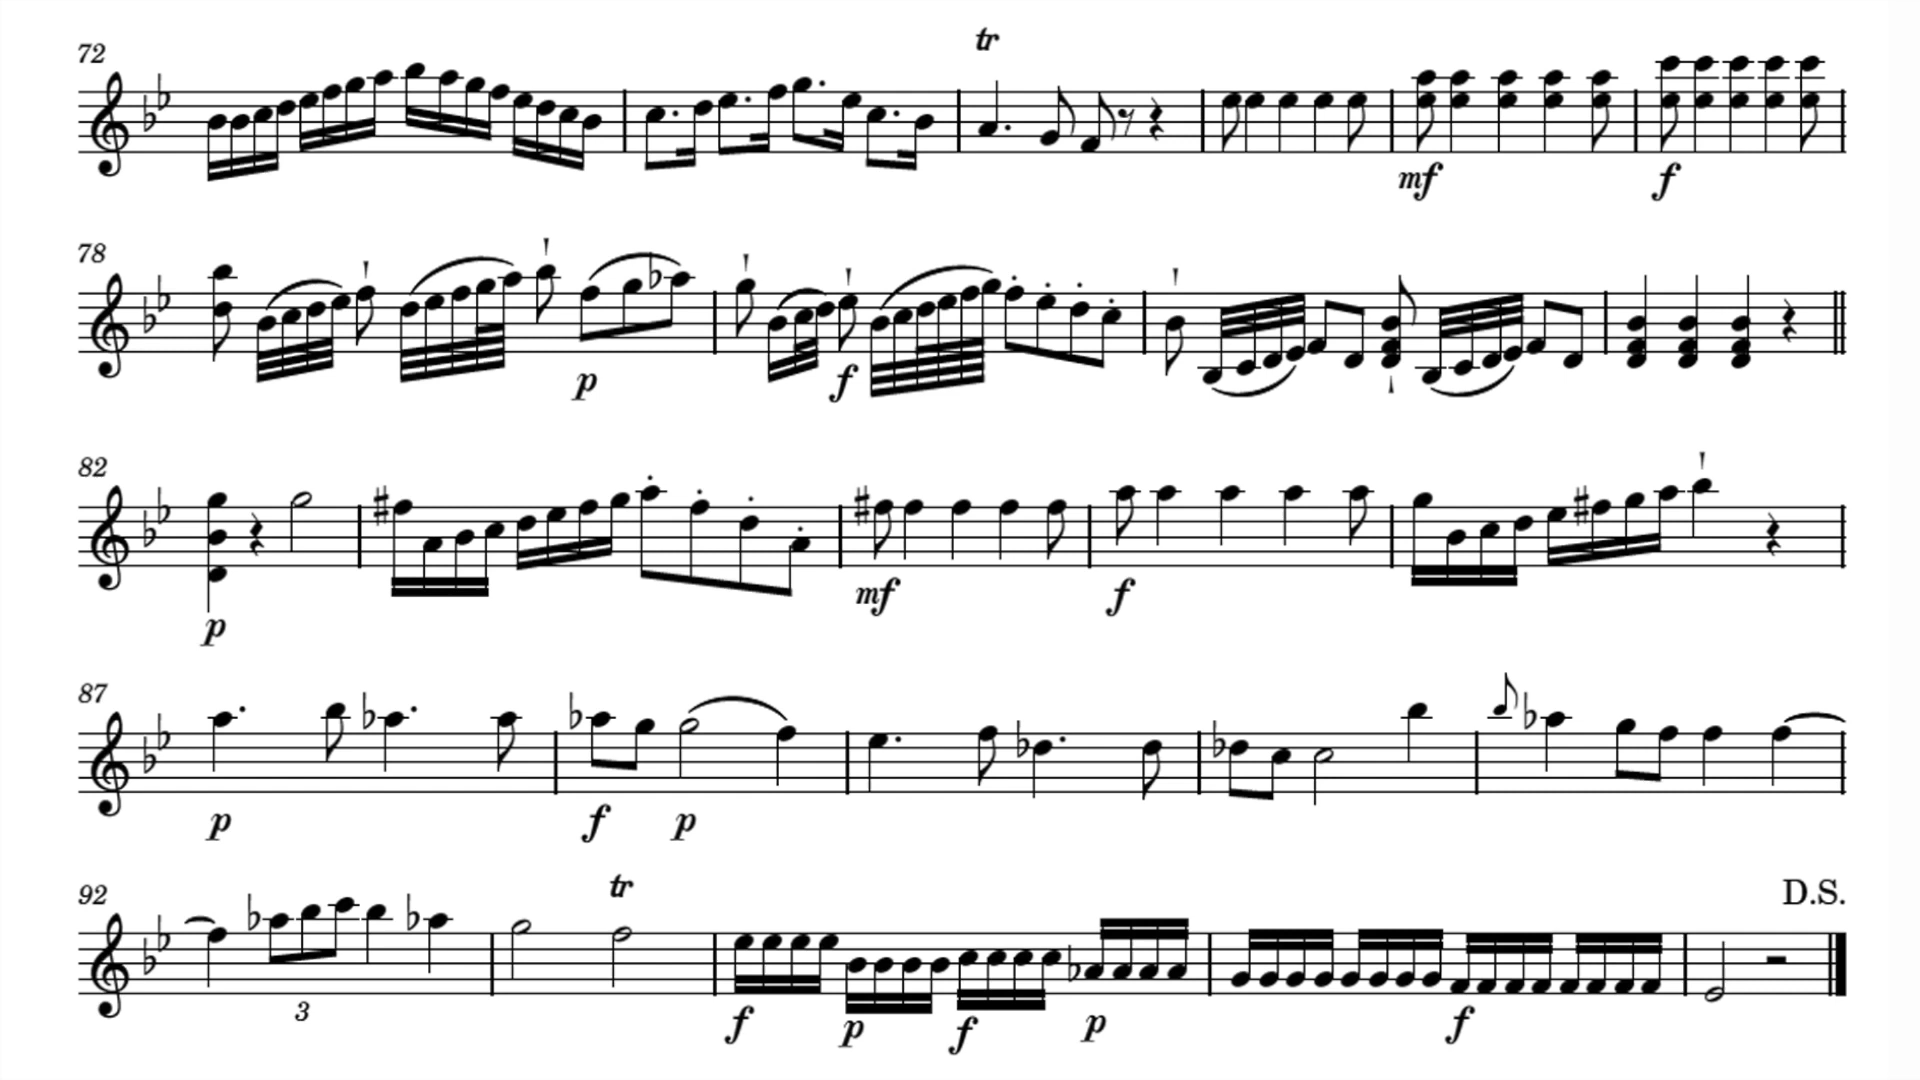 72
tr
mf f
78
p f
82
p mf f
87
p f p
92
tr
D.S.
3
f p f p f